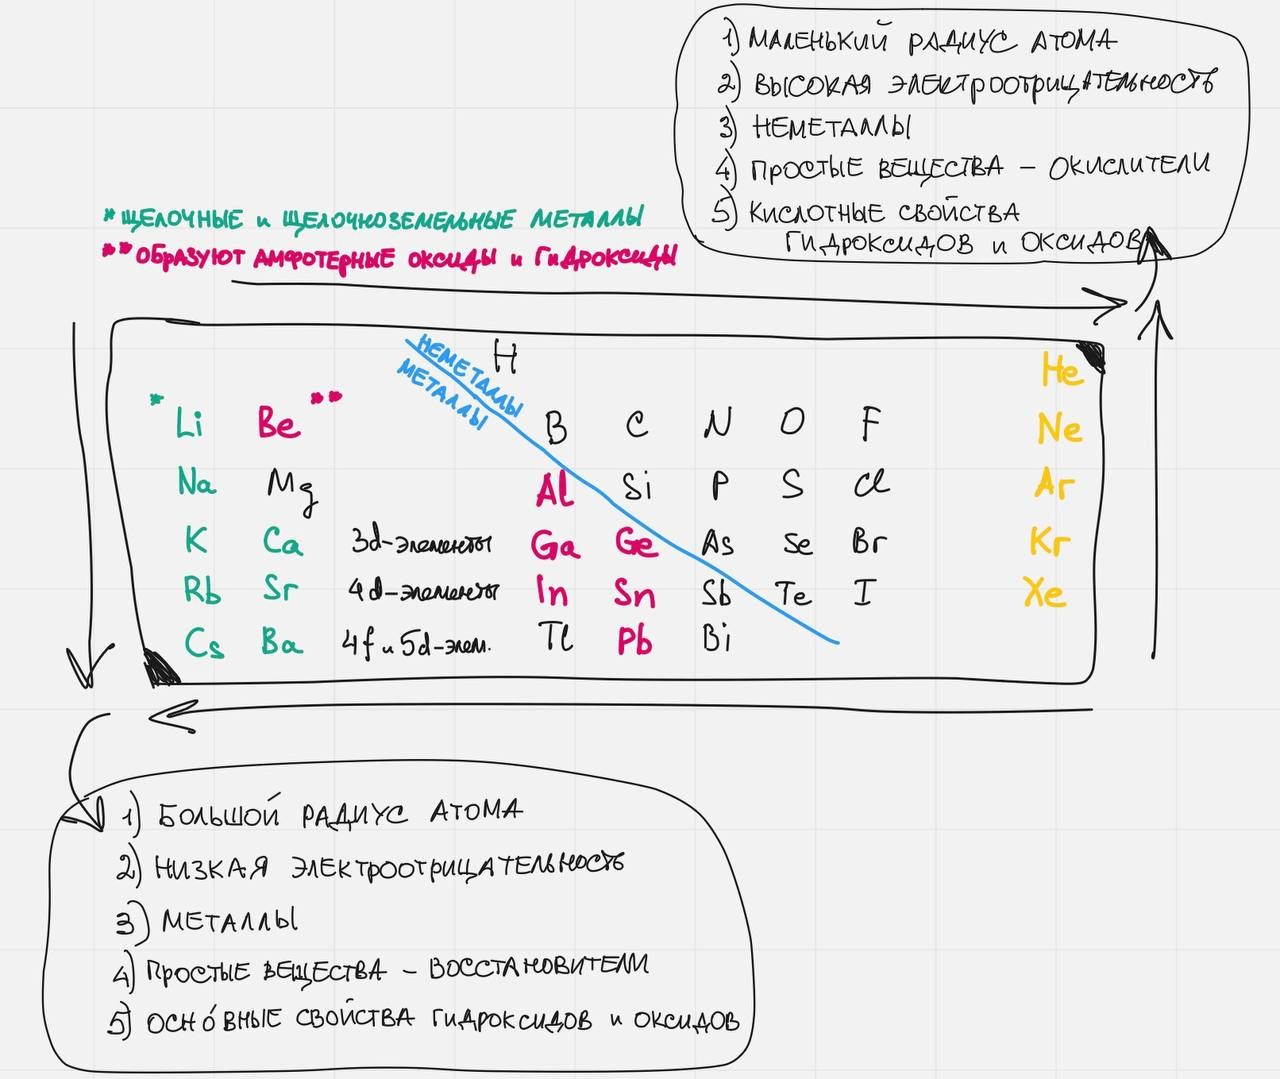 1) МАЛЕНЬКИЙ РАДИУС АТОМА
2) ВЫСОКАЯ ЭЛЕКТРООТРИЦАТЕЛЬНОСТЬ
3) НЕМЕТАЛЛЫ
4) ПРОСТЫЕ ВЕЩЕСТВА – ОКИСЛИТЕЛИ
5) КИСЛОТНЫЕ СВОЙСТВА
ГИДРОКСИДОВ и ОКСИДОВ
*ЩЕЛОЧНЫЕ и ЩЕЛОЧНОЗЕМЕЛЬНЫЕ МЕТАЛЛЫ
**ОБРАЗУЮТ АМФОТЕРНЫЕ ОКСИДЫ и ГИДРОКСИДЫ
НЕМЕТАЛЛЫ
МЕТАЛЛЫ
H He
* Li Be ** B C N O F Ne
Na Mg Al Si P S Cl Ar
K Ca 3d-элементы Ga Ge As Se Br Kr
Rb Sr 4d-элементы In Sn Sb Te I Xe
Cs Ba 4f и 5d-элем. Tl Pb Bi
1) БОЛЬШОЙ РАДИУС АТОМА
2) НИЗКАЯ ЭЛЕКТРООТРИЦАТЕЛЬНОСТЬ
3) МЕТАЛЛЫ
4) ПРОСТЫЕ ВЕЩЕСТВА – ВОССТАНОВИТЕЛИ
5) ОСНО́ВНЫЕ СВОЙСТВА ГИДРОКСИДОВ и ОКСИДОВ